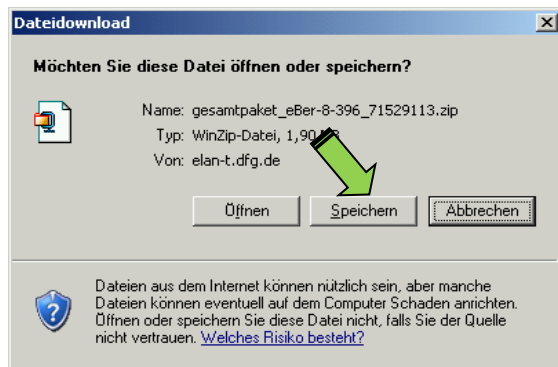 Dateidownload
Möchten Sie diese Datei öffnen oder speichern?
Name: gesamtpaket_eBer-8-396_71529113.zip
Typ: WinZip-Datei, 1,90
Von: elan-t.dfg.de
Öffnen Speichern Abbrechen
Dateien aus dem Internet können nützlich sein, aber manche
Dateien können eventuell auf dem Computer Schaden anrichten.
Öffnen oder speichern Sie diese Datei nicht, falls Sie der Quelle
nicht vertrauen. Welches Risiko besteht?